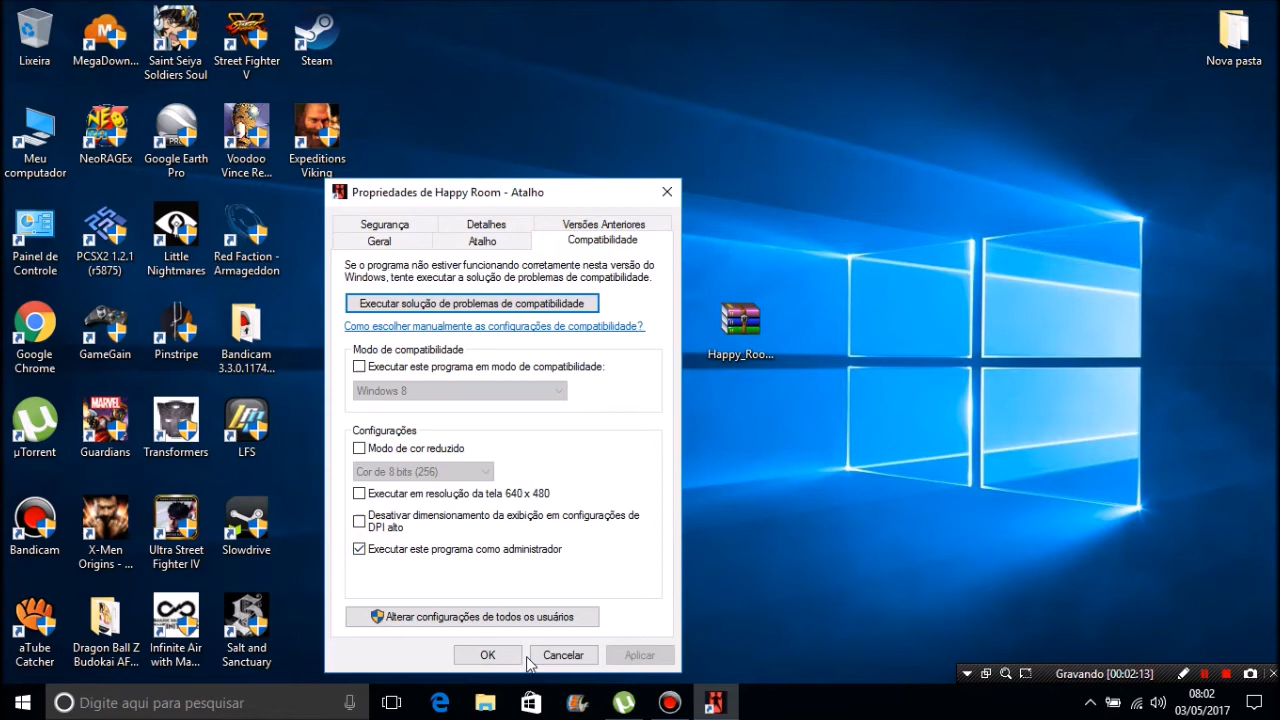 Lixeira
MegaDown...
Saint Seiya
Soldiers Soul
Street Fighter
V
Steam
Nova pasta
Meu
computador
NeoRAGEx
Google Earth
Pro
Voodoo
Vince Re...
Expeditions
Viking
Painel de
Controle
PCSX2 1.2.1
(r5875)
Little
Nightmares
Red Faction -
Armageddon
Google
Chrome
GameGain
Pinstripe
Bandicam
3.3.0.1174...
µTorrent
Guardians
Transformers
LFS
Bandicam
X-Men
Origins - ...
Ultra Street
Fighter IV
Slowdrive
aTube
Catcher
Dragon Ball Z
Budokai AF...
Infinite Air
with Ma...
Salt and
Sanctuary
Happy_Roo...
Propriedades de Happy Room - Atalho
Segurança
Detalhes
Versões Anteriores
Geral
Atalho
Compatibilidade
Se o programa não estiver funcionando corretamente nesta versão do
Windows, tente executar a solução de problemas de compatibilidade.
Executar solução de problemas de compatibilidade
Como escolher manualmente as configurações de compatibilidade?
Modo de compatibilidade
Executar este programa em modo de compatibilidade:
Windows 8
Configurações
Modo de cor reduzido
Cor de 8 bits (256)
Executar em resolução da tela 640 x 480
Desativar dimensionamento da exibição em configurações de
DPI alto
Executar este programa como administrador
Alterar configurações de todos os usuários
OK
Cancelar
Aplicar
Gravando [00:02:13]
Digite aqui para pesquisar
08:02
03/05/2017